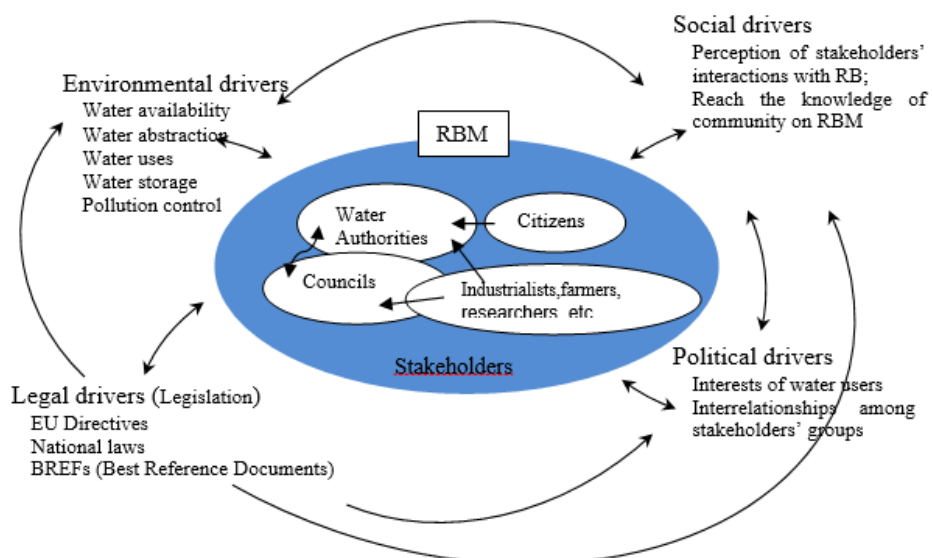 Social drivers
Perception of stakeholders'
interactions with RB;
Reach the knowledge of
community on RBM
Environmental drivers
Water availability
Water abstraction
Water uses
Water storage
Pollution control
RBM
Water
Authorities
Citizens
Councils
Industrialists,farmers,
researchers etc
Stakeholders
Political drivers
Interests of water users
Interrelationships among
stakeholders' groups
Legal drivers (Legislation)
EU Directives
National laws
BREFs (Best Reference Documents)